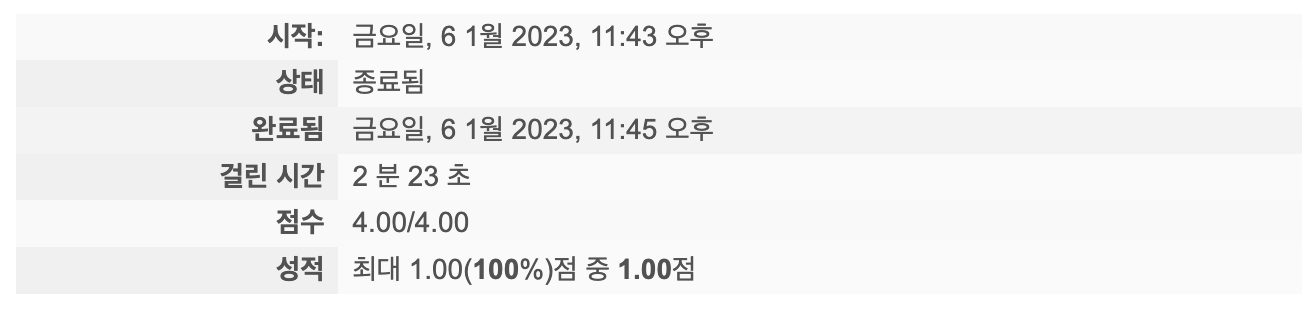 시작: 금요일, 6 1월 2023, 11:43 오후
상태 종료됨
완료됨 금요일, 6 1월 2023, 11:45 오후
걸린 시간 2 분 23 초
점수 4.00/4.00
성적 최대 1.00(100%)점 중 1.00점